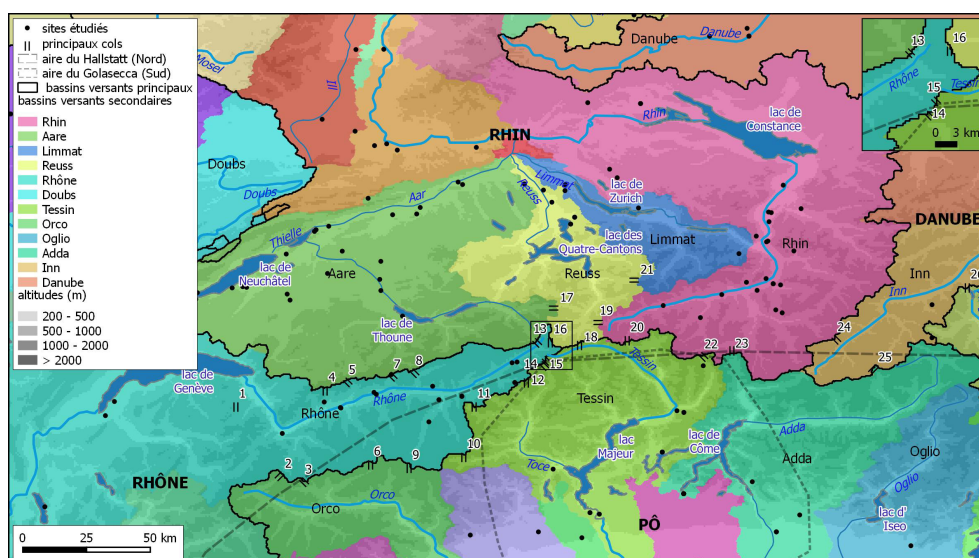 sites étudiés
principaux cols
aire du Hallstatt (Nord)
aire du Golasecca (Sud)
bassins versants principaux
bassins versants secondaires
Rhin
Aare
Limmat
Reuss
Rhône
Doubs
Tessin
Orco
Oglio
Adda
Inn
Danube
altitudes (m)
200 - 500
500 - 1000
1000 - 2000
> 2000
Mosel
Ill
Danube
Danube
13
16
Rhône
Tessin
15
14
0 3 km
Rhin
lac de
Constance
RHIN
Doubs
Doubs
Aar
Reuss
Limmat
lac de
Zurich
lac des
Quatre-Cantons
Limmat
Rhin
DANUBE
Thielle
lac de
Neuchâtel
Aare
Reuss
21
Inn
Inn
26
17
lac de
Thoune
19
20
24
13
16
18
22
23
25
14
15
lac de
Genève
1
4
5
7
8
12
11
Rhône
Rhône
Tessin
Tessin
10
2
3
6
9
lac
Majeur
lac de
Côme
Adda
Adda
Oglio
Oglio
lac d'
Iseo
Toce
RHÔNE
Orco
Orco
PÔ
0 25 50 km